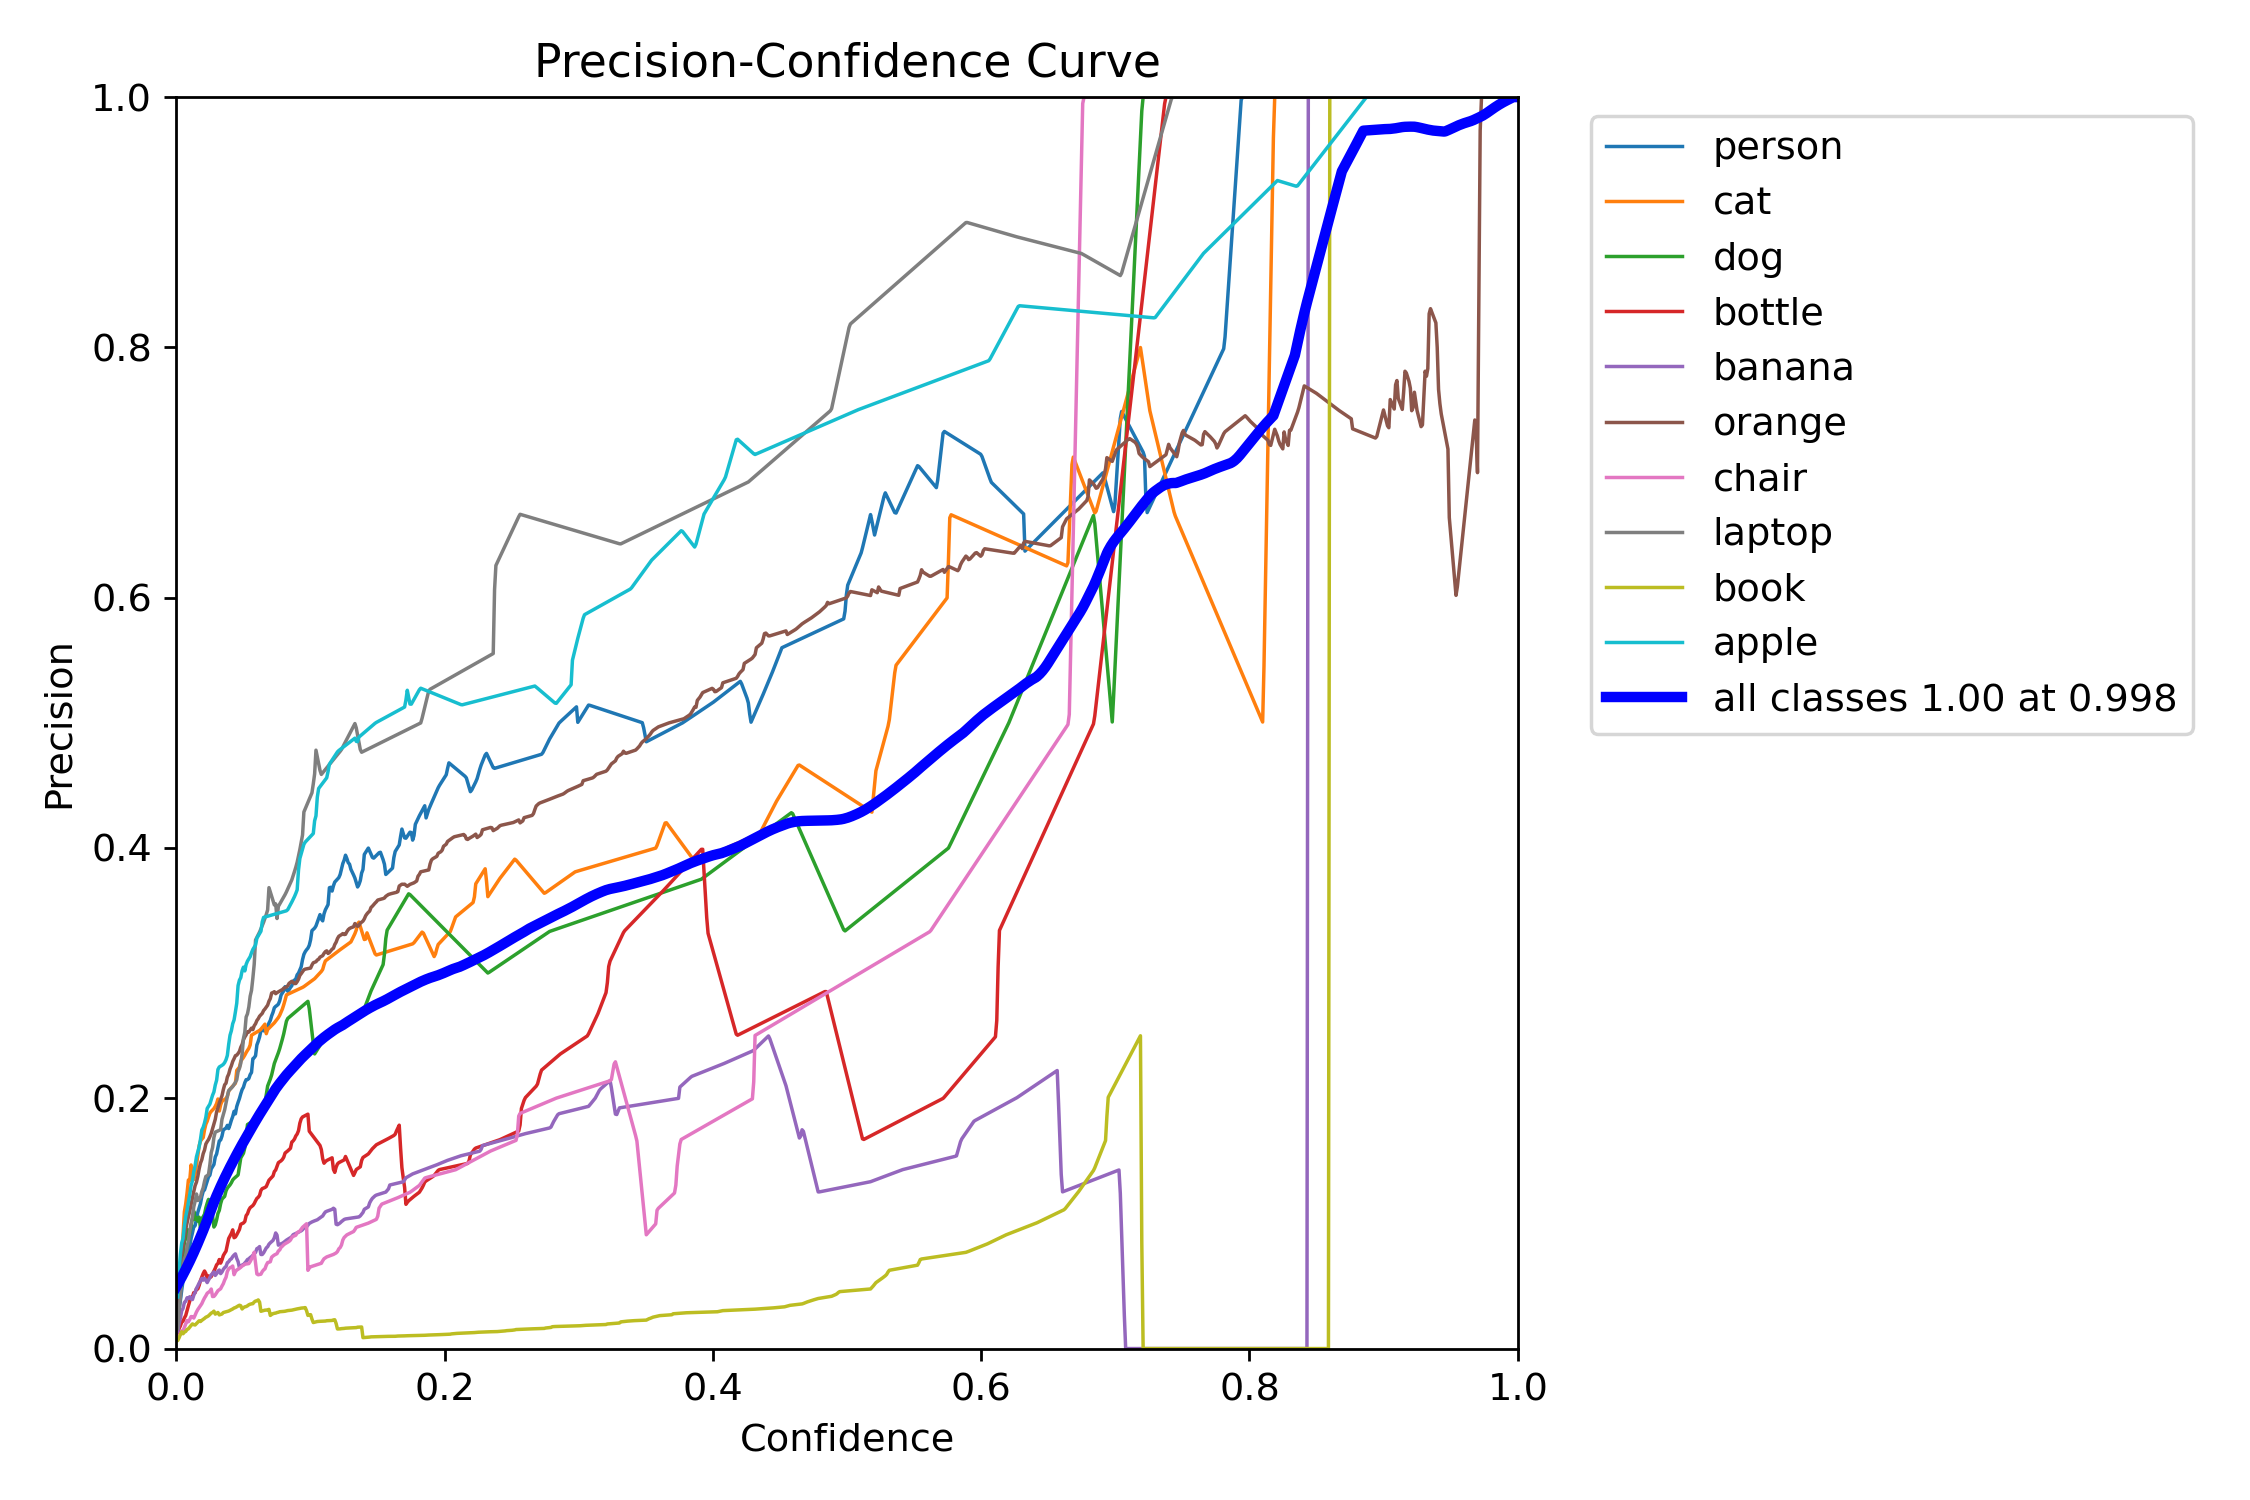 Precision-Confidence Curve
1.0
0.8
0.6
0.4
0.2
0.0
Precision
0.0 0.2 0.4 0.6 0.8 1.0
Confidence
person
cat
dog
bottle
banana
orange
chair
laptop
book
apple
all classes 1.00 at 0.998